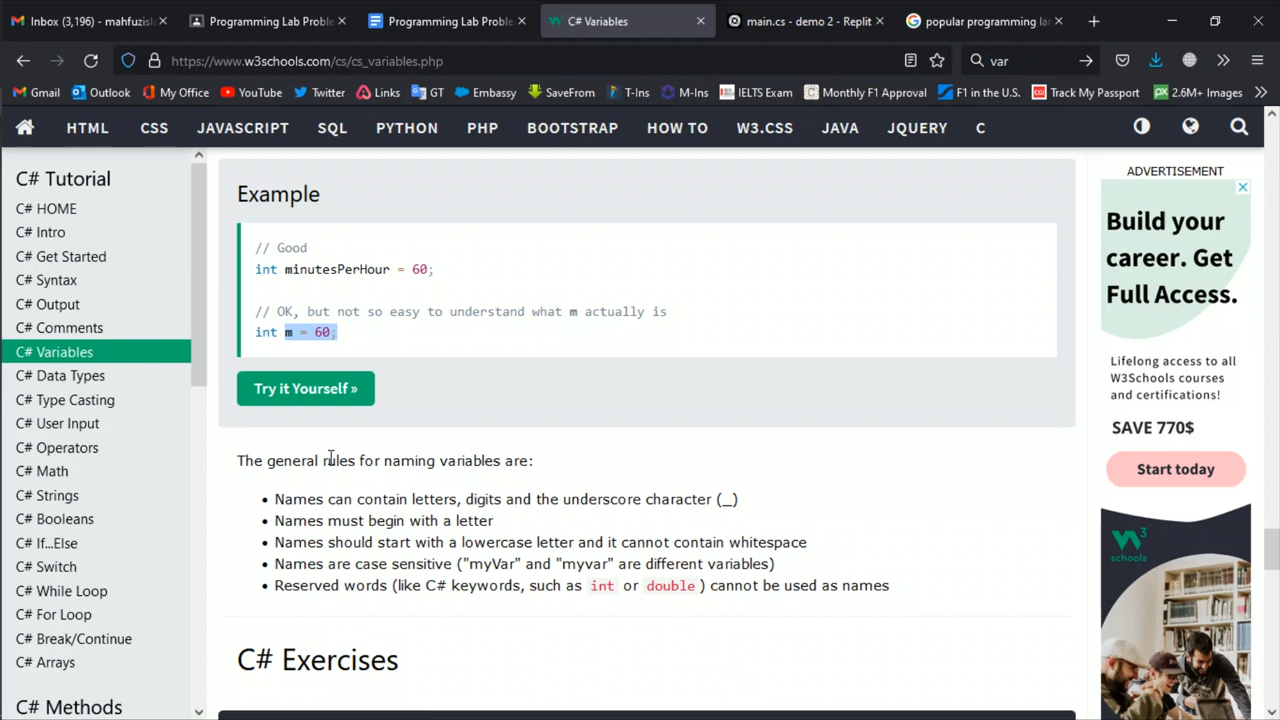 Inbox (3,196) - mahfuzisla
Programming Lab Proble
Programming Lab Proble
C# Variables
main.cs - demo 2 - Replit
popular programming lan
https://www.w3schools.com/cs/cs_variables.php
var
Gmail
Outlook
My Office
YouTube
Twitter
Links
GT
Embassy
SaveFrom
T-Ins
M-Ins
IELTS Exam
Monthly F1 Approval
F1 in the U.S.
Track My Passport
2.6M+ Images
HTML
CSS
JAVASCRIPT
SQL
PYTHON
PHP
BOOTSTRAP
HOW TO
W3.CSS
JAVA
JQUERY
C
C# Tutorial
C# HOME
C# Intro
C# Get Started
C# Syntax
C# Output
C# Comments
C# Variables
C# Data Types
C# Type Casting
C# User Input
C# Operators
C# Math
C# Strings
C# Booleans
C# If...Else
C# Switch
C# While Loop
C# For Loop
C# Break/Continue
C# Arrays
C# Methods
Example
// Good
int minutesPerHour = 60;
// OK, but not so easy to understand what m actually is
int m = 60;
Try it Yourself »
The general rules for naming variables are:
• Names can contain letters, digits and the underscore character (_)
• Names must begin with a letter
• Names should start with a lowercase letter and it cannot contain whitespace
• Names are case sensitive ("myVar" and "myvar" are different variables)
• Reserved words (like C# keywords, such as int or double) cannot be used as names
C# Exercises
ADVERTISEMENT
Build your
career. Get
Full Access.
Lifelong access to all
W3Schools courses
and certifications!
SAVE 770$
Start today
W3
schools